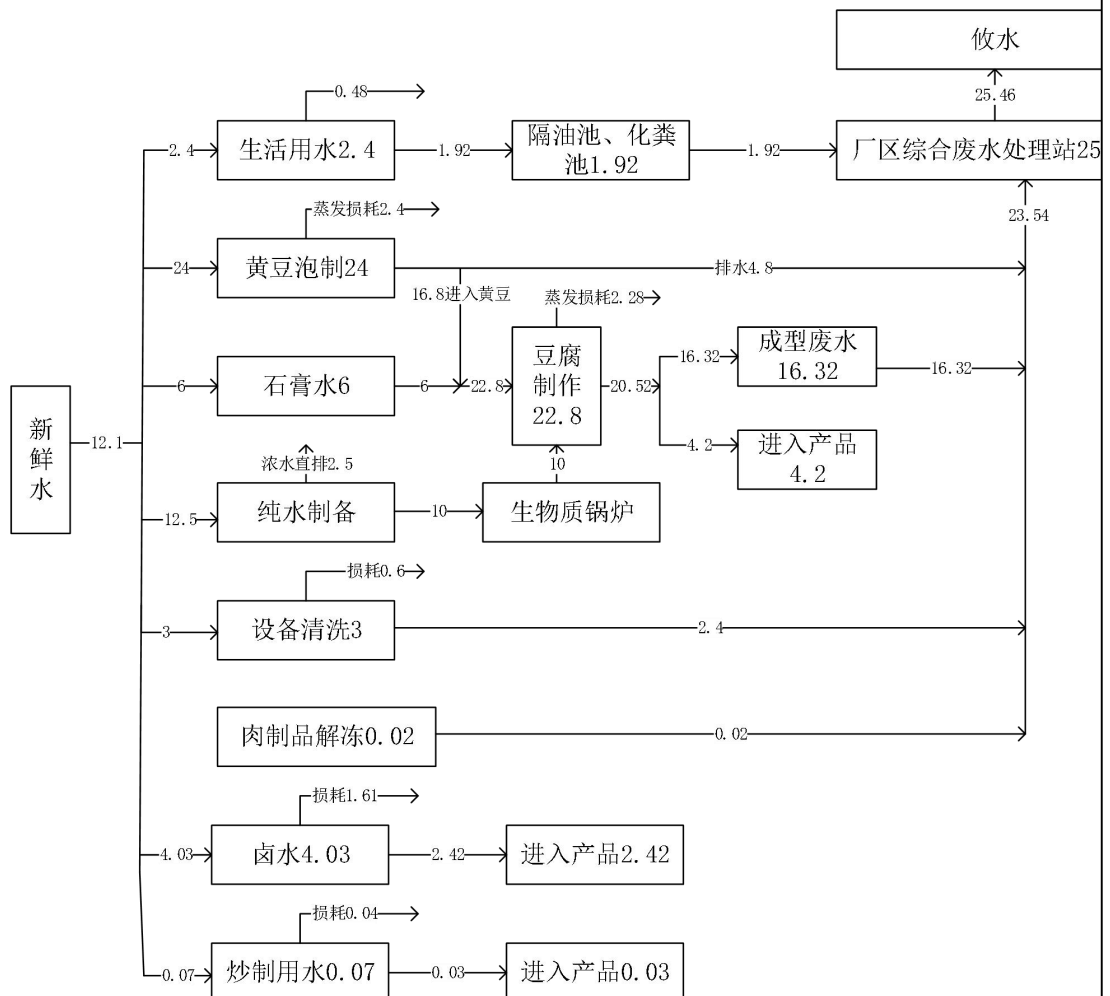 攸水
25.46
0.48
2.4
生活用水2.4
1.92
隔油池、化粪
池1.92
1.92
厂区综合废水处理站25
23.54
蒸发损耗2.4
24
黄豆泡制24
排水4.8
16.8进入黄豆
蒸发损耗2.28
6
石膏水6
6
22.8
豆腐
制作
22.8
20.52
16.32
成型废水
16.32
16.32
4.2
进入产品
4.2
新
鲜
水
12.1
浓水直排2.5
12.5
纯水制备
10
生物质锅炉
10
损耗0.6
3
设备清洗3
2.4
肉制品解冻0.02
0.02
损耗1.61
4.03
卤水4.03
2.42
进入产品2.42
损耗0.04
0.07
炒制用水0.07
0.03
进入产品0.03